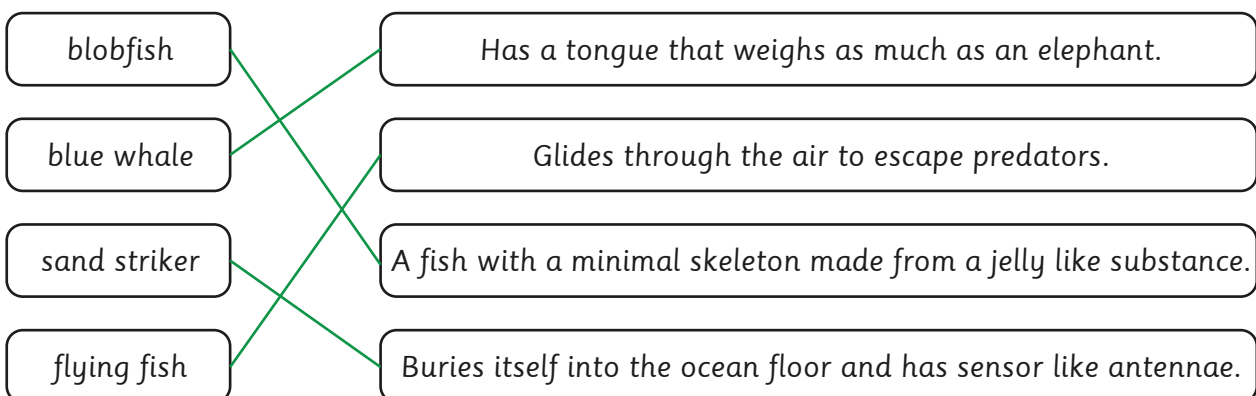 blobfish
Has a tongue that weighs as much as an elephant.
blue whale
Glides through the air to escape predators.
sand striker
A fish with a minimal skeleton made from a jelly like substance.
flying fish
Buries itself into the ocean floor and has sensor like antennae.